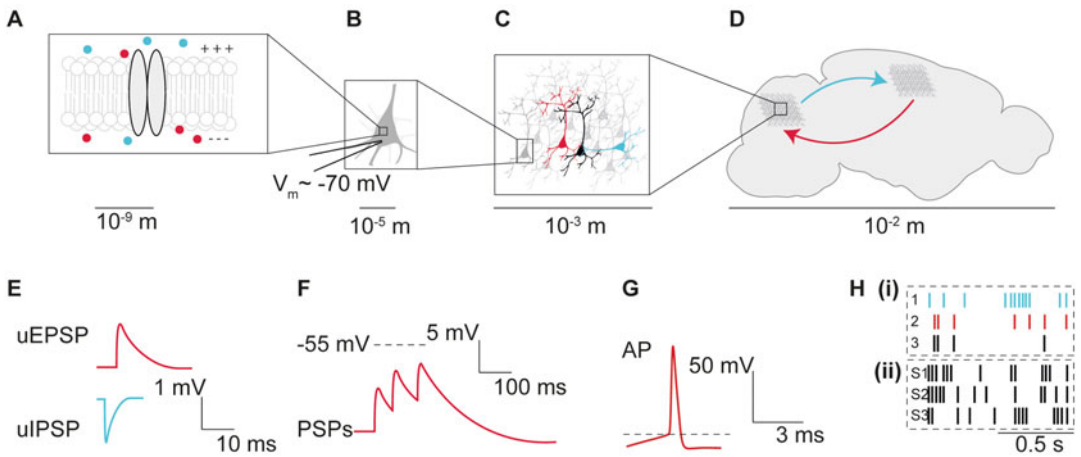 A
B
C
D
+ + +
- - -
Vm~ -70 mV
10-9 m
10-5 m
10-3 m
10-2 m
E
F
G
H (i)
uEPSP
1 mV
uIPSP
10 ms
-55 mV
5 mV
100 ms
PSPs
AP
50 mV
3 ms
1
2
3
(ii)
S1
S2
S3
0.5 s